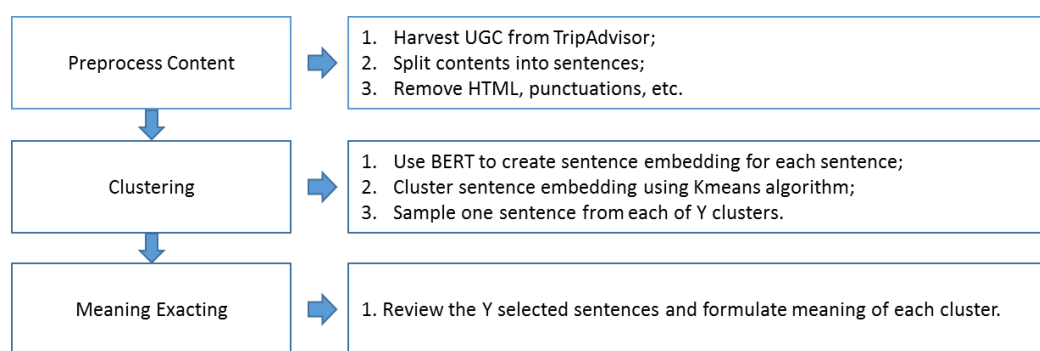 Preprocess Content
1. Harvest UGC from TripAdvisor;
2. Split contents into sentences;
3. Remove HTML, punctuations, etc.
Clustering
1. Use BERT to create sentence embedding for each sentence;
2. Cluster sentence embedding using Kmeans algorithm;
3. Sample one sentence from each of Y clusters.
Meaning Exacting
1. Review the Y selected sentences and formulate meaning of each cluster.